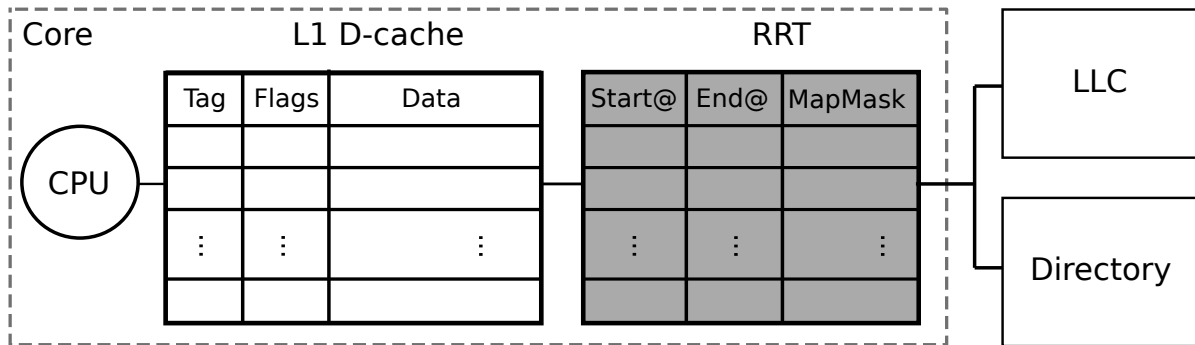 Core
L1 D-cache
RRT
Tag Flags Data
Start@ End@ MapMask
CPU
LLC
Directory
⋮ ⋮ ⋮
⋮ ⋮ ⋮